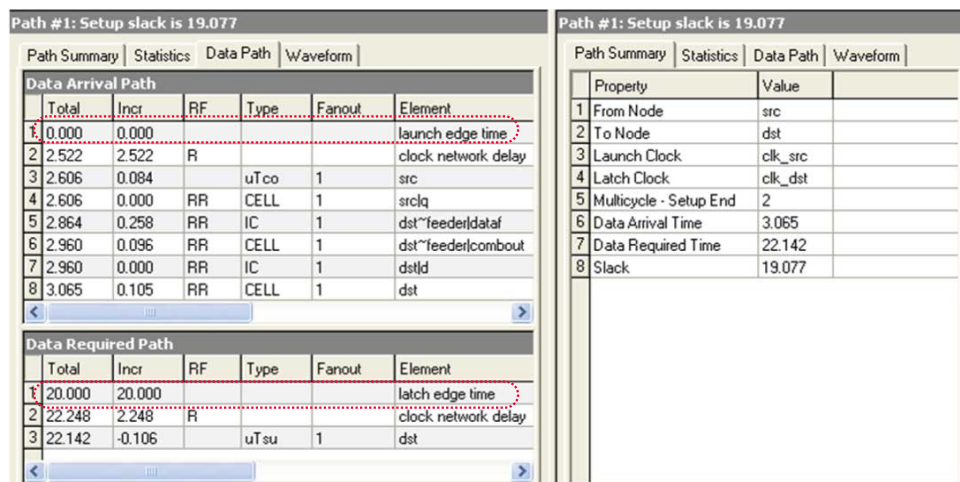 Path #1: Setup slack is 19.077
Path Summary Statistics Data Path Waveform
Data Arrival Path
Total Incr RF Type Fanout Element
1 0.000 0.000 launch edge time
2 2.522 2.522 R clock network delay
3 2.606 0.084 uTco 1 src
4 2.606 0.000 RR CELL 1 src|q
5 2.864 0.258 RR IC 1 dst~feeder|dataf
6 2.960 0.096 RR CELL 1 dst~feeder|combout
7 2.960 0.000 RR IC 1 dst|d
8 3.065 0.105 RR CELL 1 dst
Data Required Path
Total Incr RF Type Fanout Element
1 20.000 20.000 latch edge time
2 22.248 2.248 R clock network delay
3 22.142 -0.106 uTsu 1 dst
Path #1: Setup slack is 19.077
Path Summary Statistics Data Path Waveform
Property Value
1 From Node src
2 To Node dst
3 Launch Clock clk_src
4 Latch Clock clk_dst
5 Multicycle - Setup End 2
6 Data Arrival Time 3.065
7 Data Required Time 22.142
8 Slack 19.077